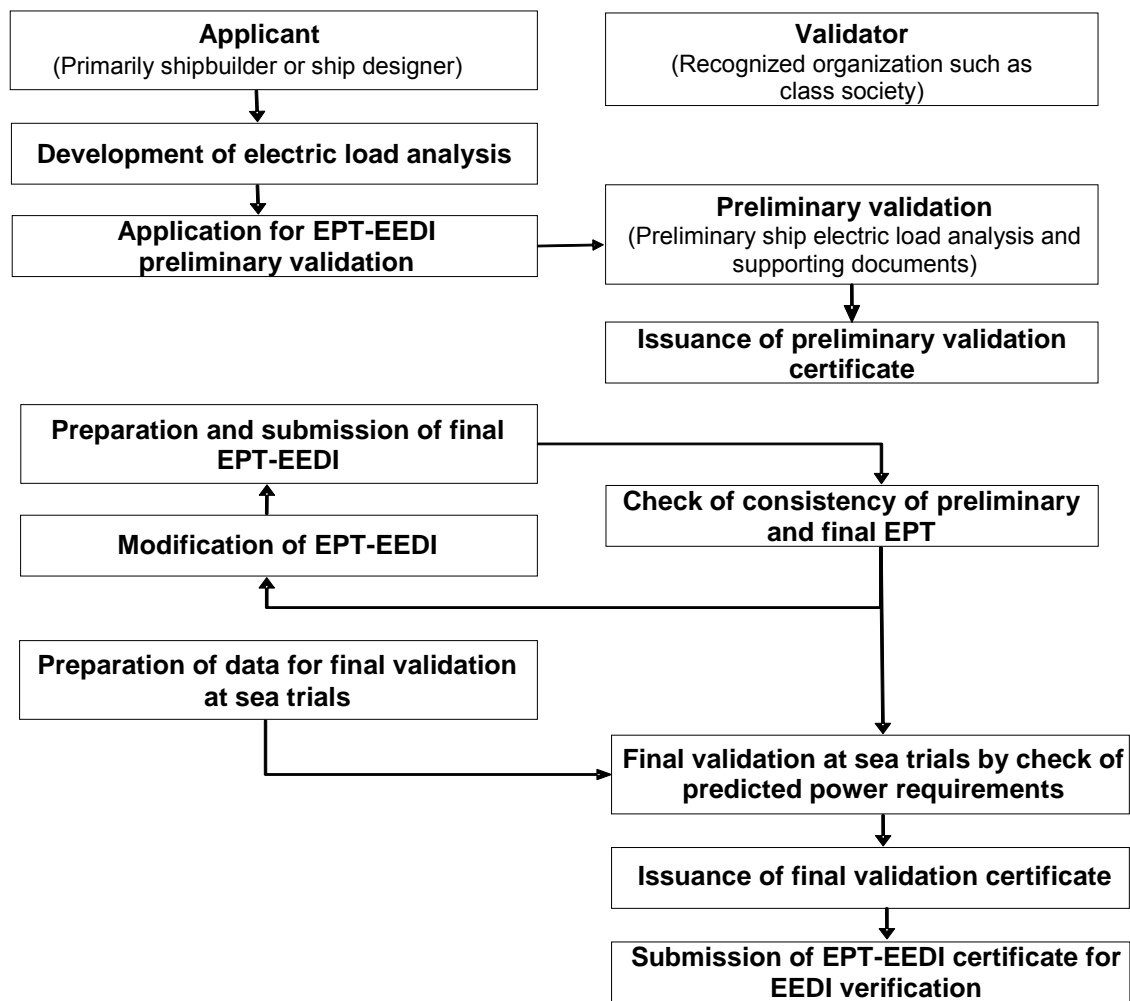 Applicant
(Primarily shipbuilder or ship designer)
Validator
(Recognized organization such as
class society)
Development of electric load analysis
Application for EPT-EEDI
preliminary validation
Preliminary validation
(Preliminary ship electric load analysis and
supporting documents)
Issuance of preliminary validation
certificate
Preparation and submission of final
EPT-EEDI
Check of consistency of preliminary
and final EPT
Modification of EPT-EEDI
Preparation of data for final validation
at sea trials
Final validation at sea trials by check of
predicted power requirements
Issuance of final validation certificate
Submission of EPT-EEDI certificate for
EEDI verification